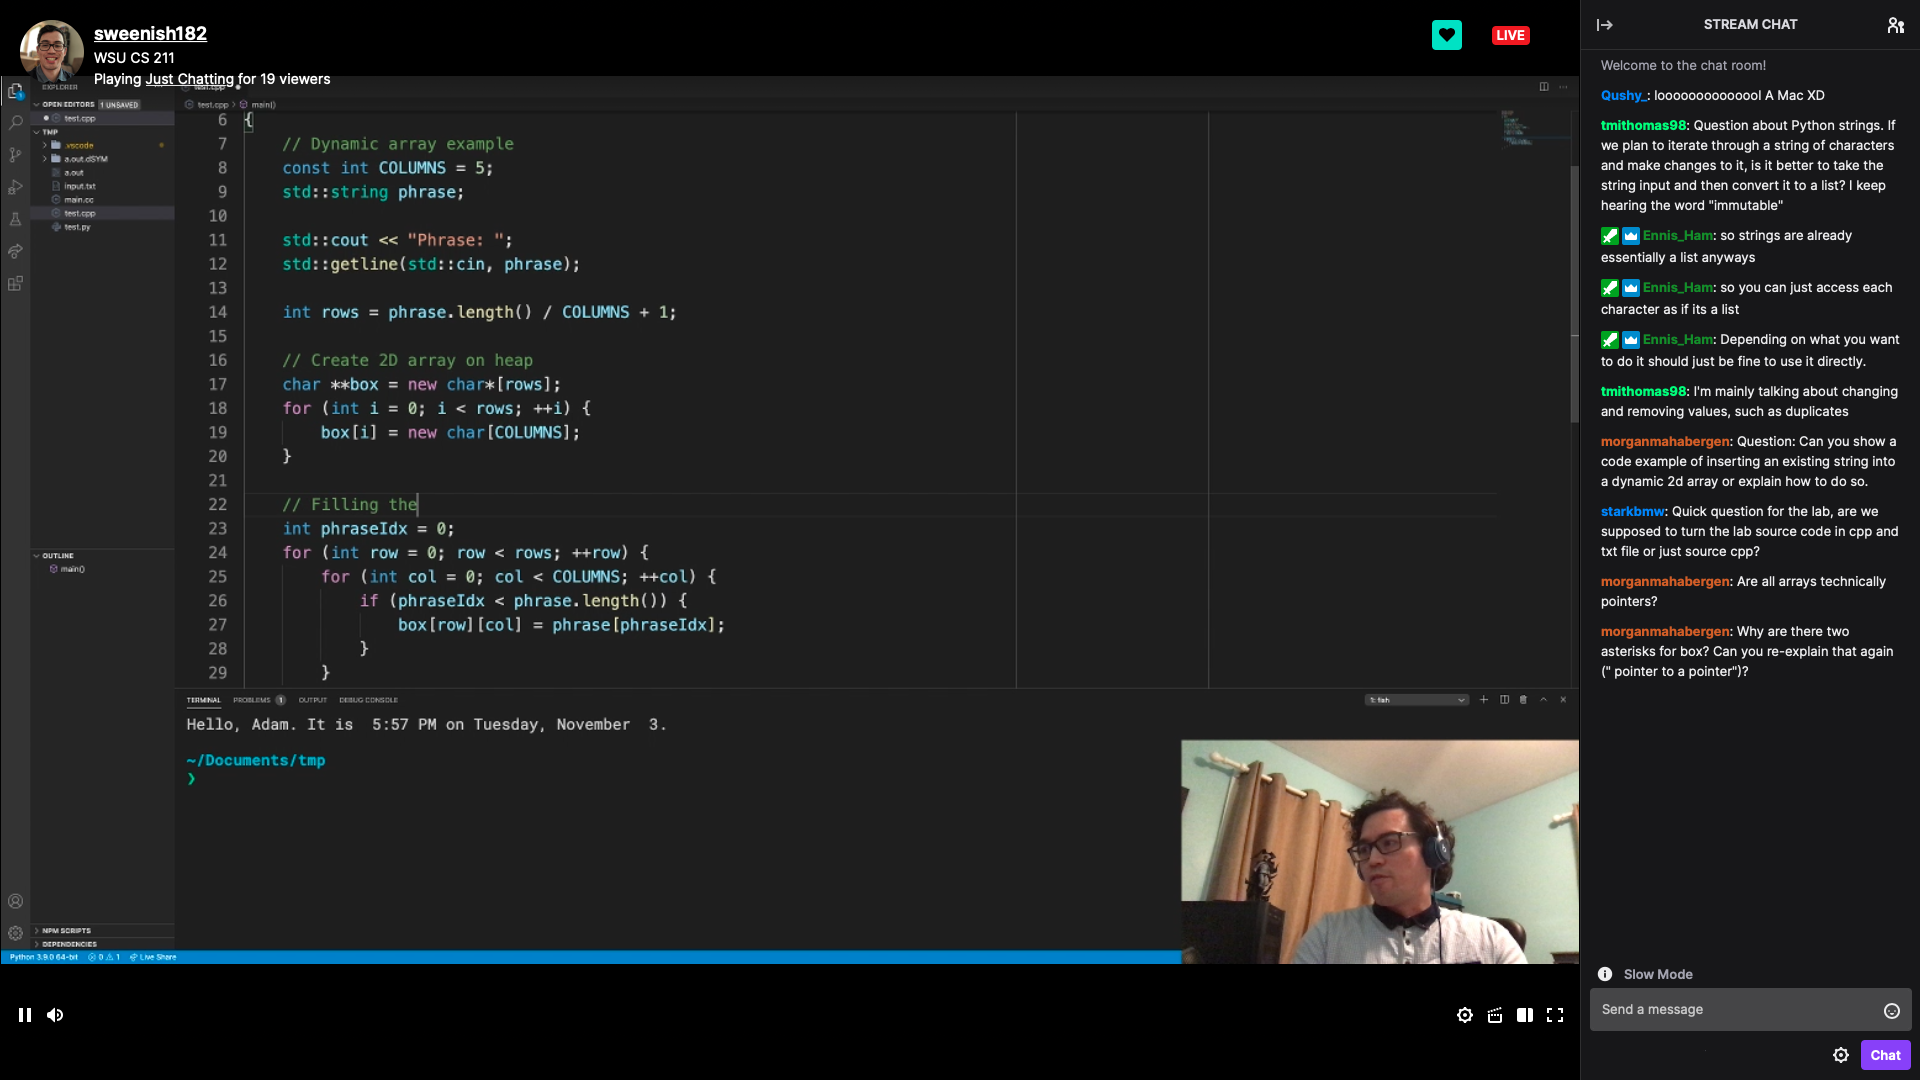 sweenish182
WSU CS 211
Playing Just Chatting for 19 viewers
LIVE
EXPLORER
OPEN EDITORS 1 UNSAVED
test.cpp
TMP
.vscode
a.out.dSYM
a.out
input.txt
main.cc
test.cpp
test.py
OUTLINE
main()
NPM SCRIPTS
DEPENDENCIES
test.cpp
test.cpp > main()
6 {
7 // Dynamic array example
8 const int COLUMNS = 5;
9 std::string phrase;
10
11 std::cout << "Phrase: ";
12 std::getline(std::cin, phrase);
13
14 int rows = phrase.length() / COLUMNS + 1;
15
16 // Create 2D array on heap
17 char **box = new char*[rows];
18 for (int i = 0; i < rows; ++i) {
19 box[i] = new char[COLUMNS];
20 }
21
22 // Filling the
23 int phraseIdx = 0;
24 for (int row = 0; row < rows; ++row) {
25 for (int col = 0; col < COLUMNS; ++col) {
26 if (phraseIdx < phrase.length()) {
27 box[row][col] = phrase[phraseIdx];
28 }
29 }
TERMINAL PROBLEMS 1 OUTPUT DEBUG CONSOLE 1: fish
Hello, Adam. It is  5:57 PM on Tuesday, November  3.
~/Documents/tmp
❯
Python 3.9.0 64-bit 0 1 Live Share
STREAM CHAT
Welcome to the chat room!
Qushy_: looooooooooooool A Mac XD
tmithomas98: Question about Python strings. If
we plan to iterate through a string of characters
and make changes to it, is it better to take the
string input and then convert it to a list? I keep
hearing the word "immutable"
Ennis_Ham: so strings are already
essentially a list anyways
Ennis_Ham: so you can just access each
character as if its a list
Ennis_Ham: Depending on what you want
to do it should just be fine to use it directly.
tmithomas98: I'm mainly talking about changing
and removing values, such as duplicates
morganmahabergen: Question: Can you show a
code example of inserting an existing string into
a dynamic 2d array or explain how to do so.
starkbmw: Quick question for the lab, are we
supposed to turn the lab source code in cpp and
txt file or just source cpp?
morganmahabergen: Are all arrays technically
pointers?
morganmahabergen: Why are there two
asterisks for box? Can you re-explain that again
(" pointer to a pointer")?
Slow Mode
Send a message
Chat